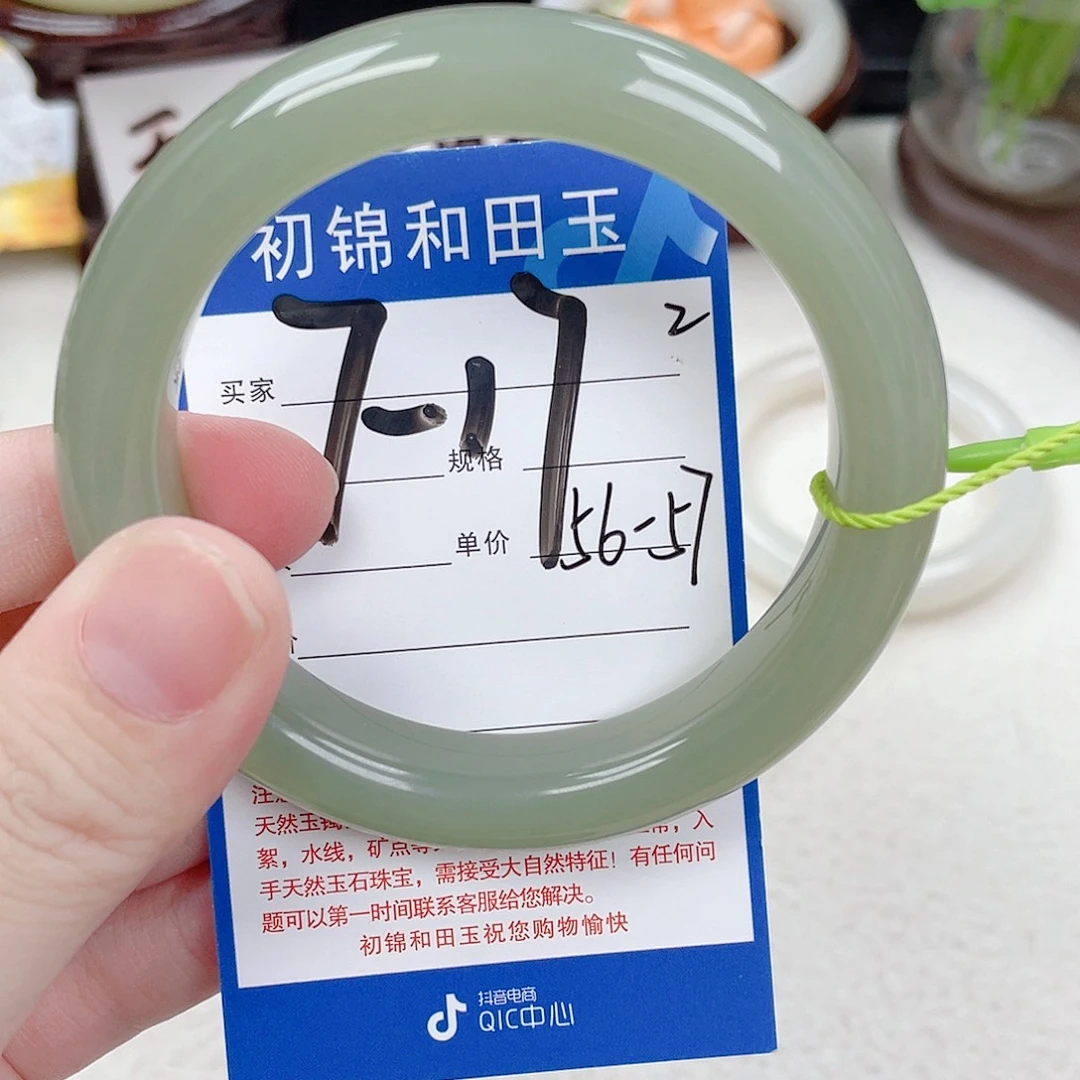 初锦和田玉
7-17
2
买家
规格
单价
56-57
天然玉镯
絮，水线，矿点等
入
手天然玉石珠宝，需接受大自然特征！有任何问
题可以第一时间联系客服给您解决。
初锦和田玉祝您购物愉快
抖音电商
QIC中心